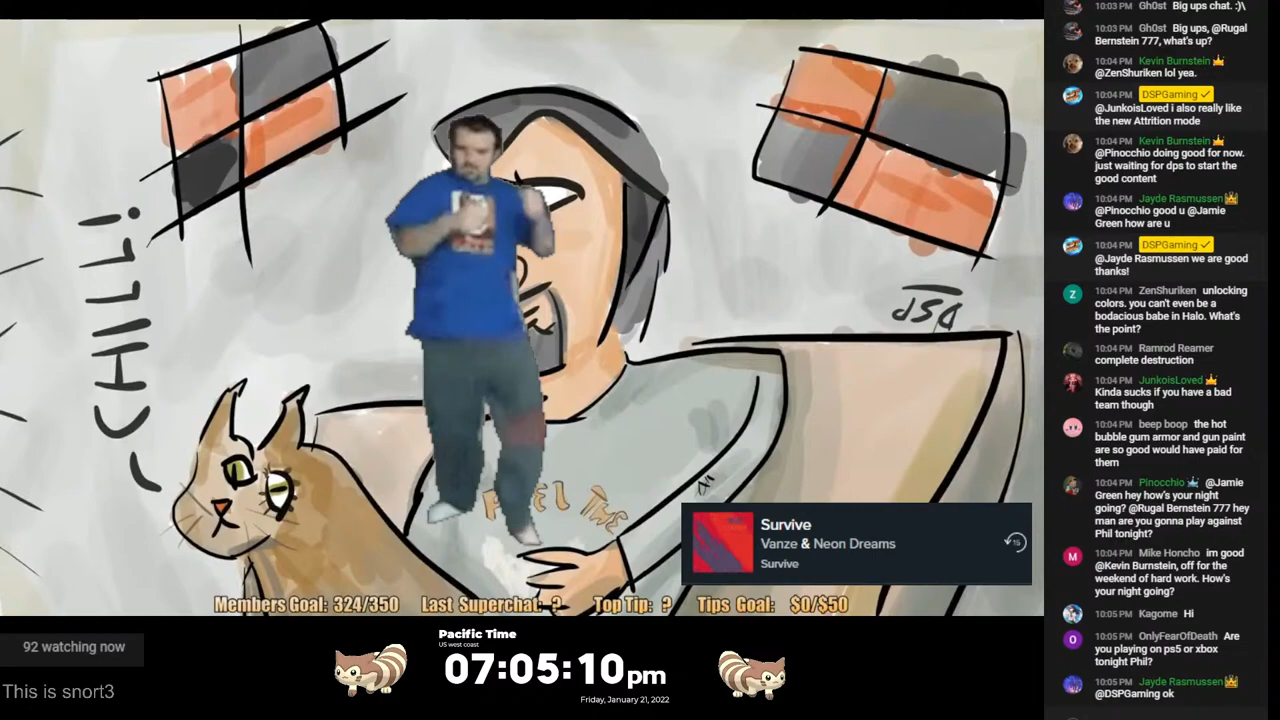 CHILL!
JSA
Survive
Vanze & Neon Dreams
Survive
15
Members Goal: 324/350 Last Superchat: ? Top Tip: ? Tips Goal: $0/$50
92 watching now
This is snort3
Pacific Time
US west coast
07:05:10pm
Friday, January 21, 2022
10:03 PM Gh0st Big ups chat. :)\
10:03 PM Gh0st Big ups, @Rugal
Bernstein 777, what's up?
10:04 PM Kevin Burnstein
@ZenShuriken lol yea.
10:04 PM DSPGaming
@JunkoisLoved i also really like
the new Attrition mode
10:04 PM Kevin Burnstein
@Pinocchio doing good for now.
just waiting for dps to start the
good content
10:04 PM Jayde Rasmussen
@Pinocchio good u @Jamie
Green how are u
10:04 PM DSPGaming
@Jayde Rasmussen we are good
thanks!
Z
10:04 PM ZenShuriken unlocking
colors. you can't even be a
bodacious babe in Halo. What's
the point?
10:04 PM Ramrod Reamer
complete destruction
10:04 PM JunkoisLoved
Kinda sucks if you have a bad
team though
10:04 PM beep boop the hot
bubble gum armor and gun paint
are so good would have paid for
them
10:04 PM Pinocchio @Jamie
Green hey how's your night
going? @Rugal Bernstein 777 hey
man are you gonna play against
Phil tonight?
M
10:04 PM Mike Honcho im good
@Kevin Burnstein, off for the
weekend of hard work. How's
your night going?
10:05 PM Kagome Hi
O
10:05 PM OnlyFearOfDeath Are
you playing on ps5 or xbox
tonight Phil?
10:05 PM Jayde Rasmussen
@DSPGaming ok